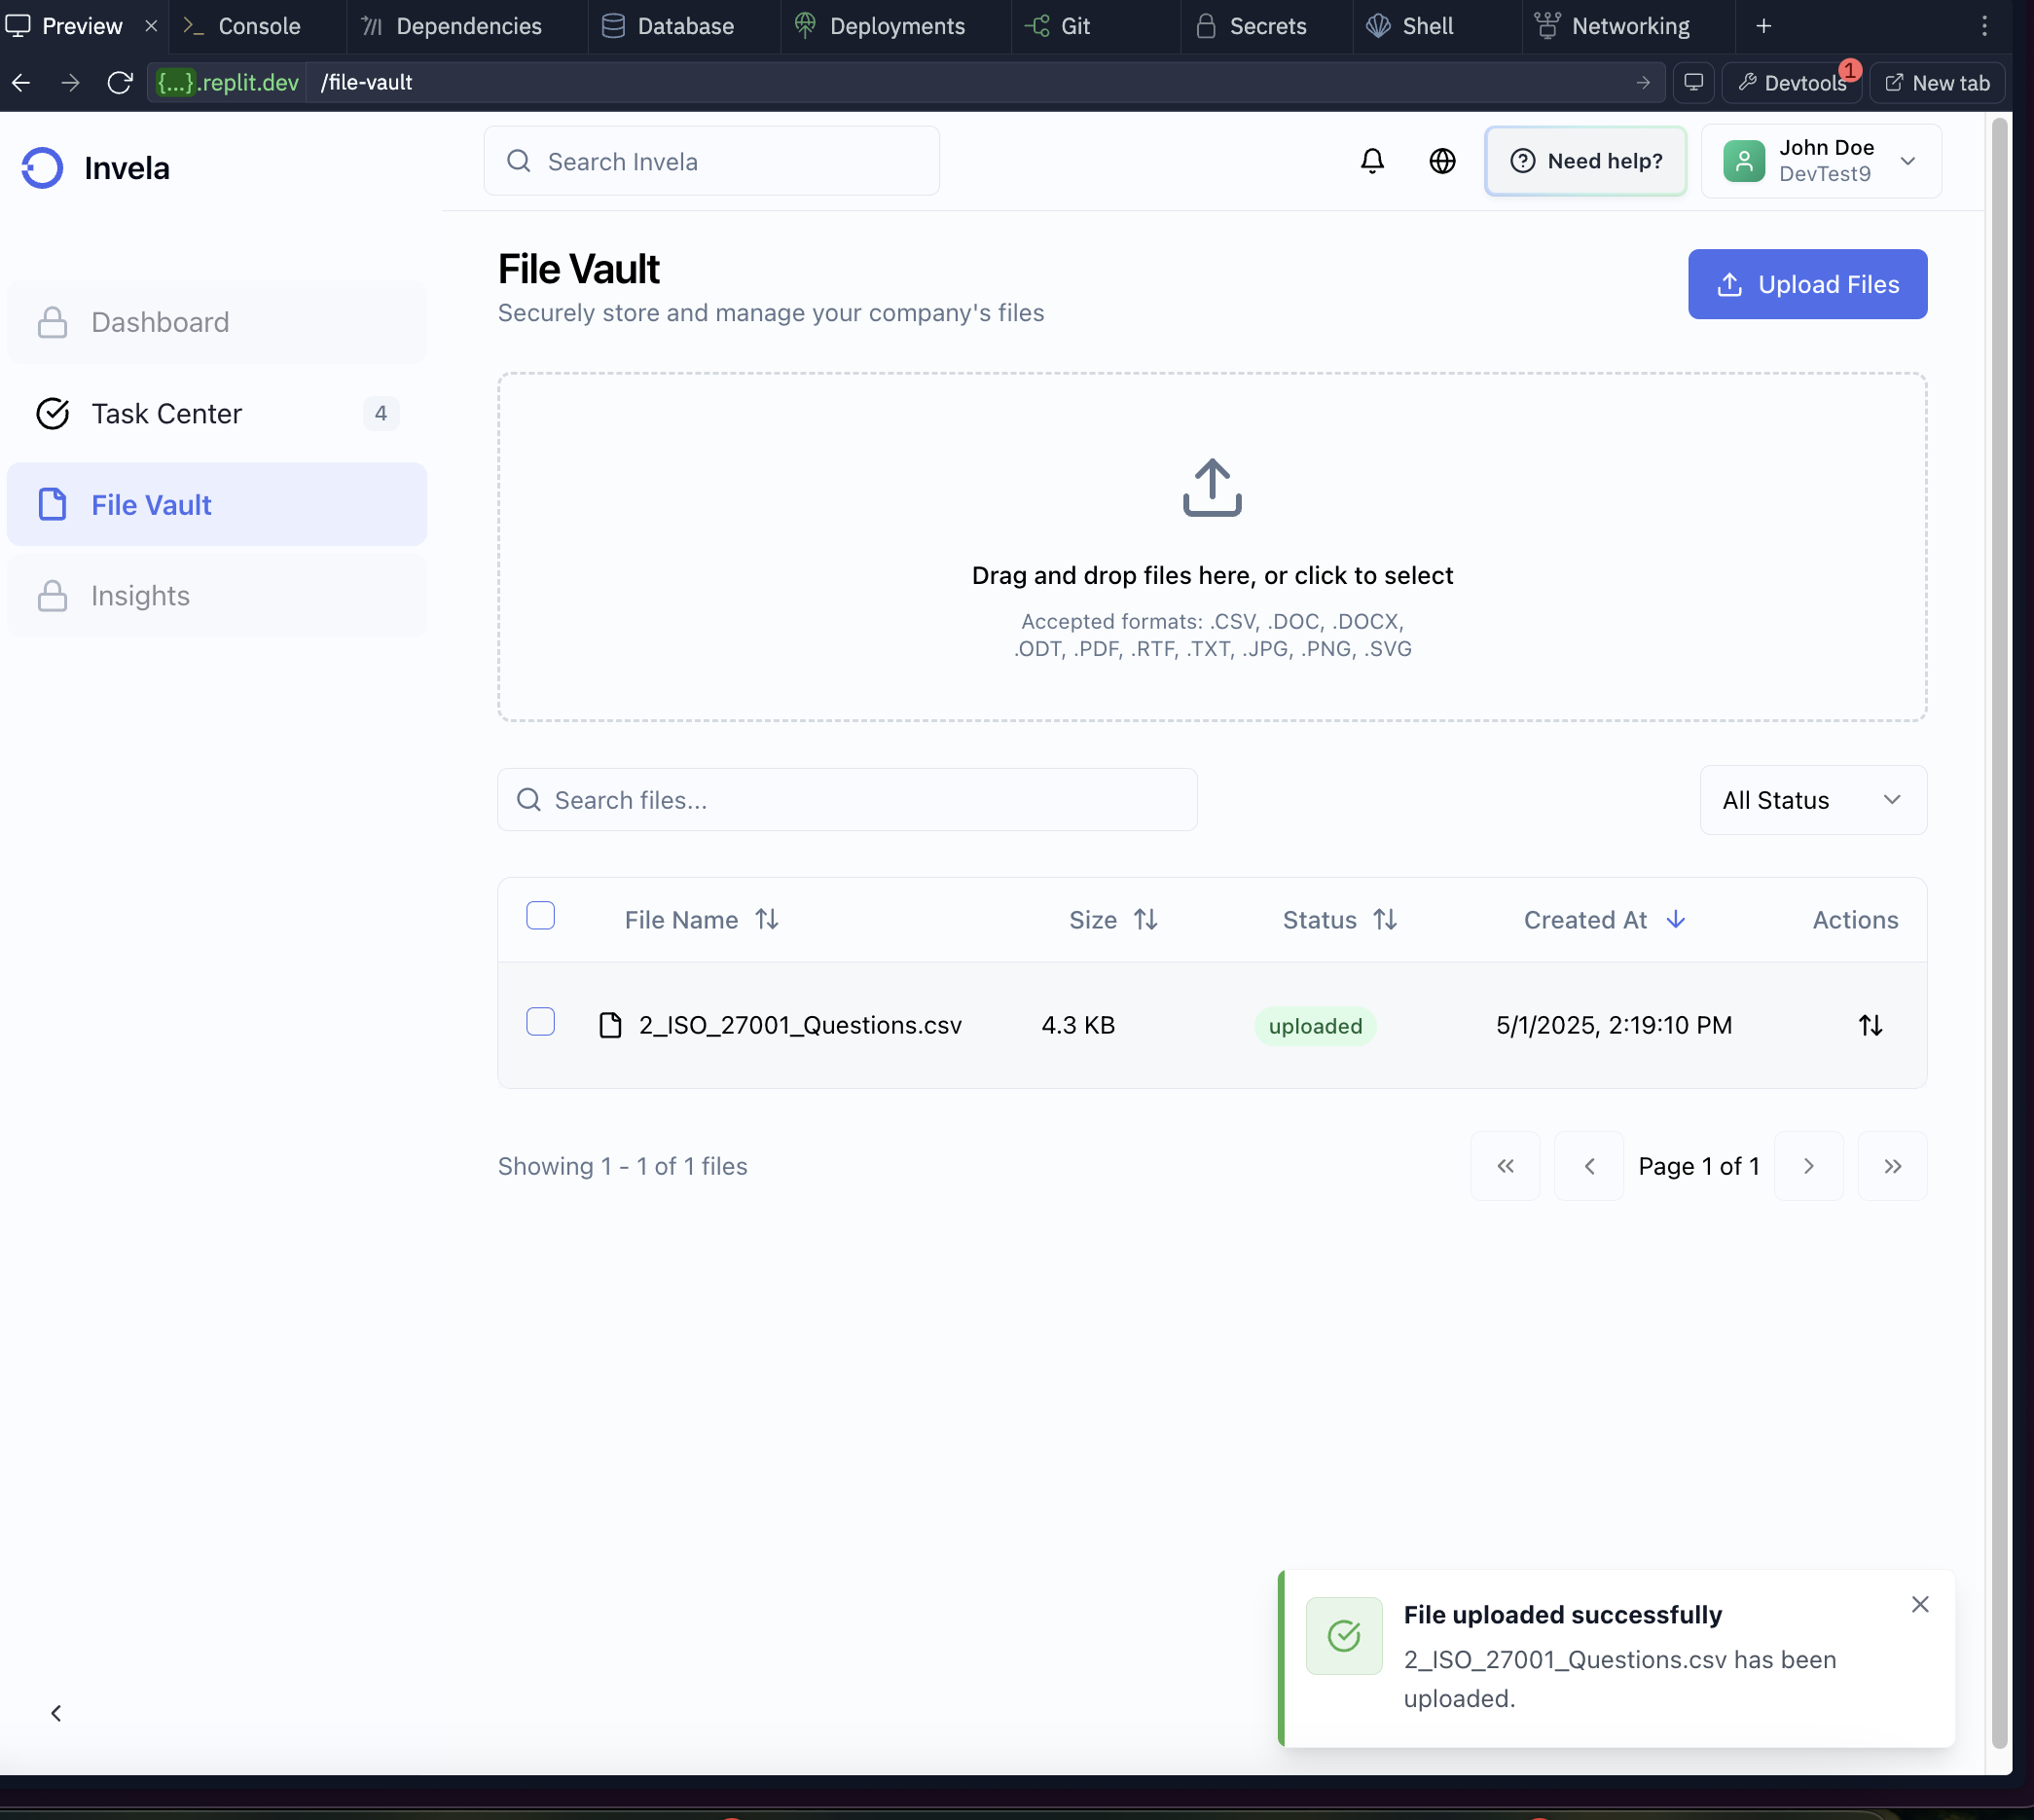 Preview
Console
Dependencies
Database
Deployments
Git
Secrets
Shell
Networking
{...}.replit.dev /file-vault
Devtools 1
New tab
Invela
Search Invela
Need help?
John Doe
DevTest9
Dashboard
Task Center 4
File Vault
Insights
File Vault
Securely store and manage your company's files
Upload Files
Drag and drop files here, or click to select
Accepted formats: .CSV, .DOC, .DOCX,
.ODT, .PDF, .RTF, .TXT, .JPG, .PNG, .SVG
Search files...
All Status
File Name Size Status Created At Actions
2_ISO_27001_Questions.csv 4.3 KB uploaded 5/1/2025, 2:19:10 PM
Showing 1 - 1 of 1 files
Page 1 of 1
File uploaded successfully
2_ISO_27001_Questions.csv has been
uploaded.